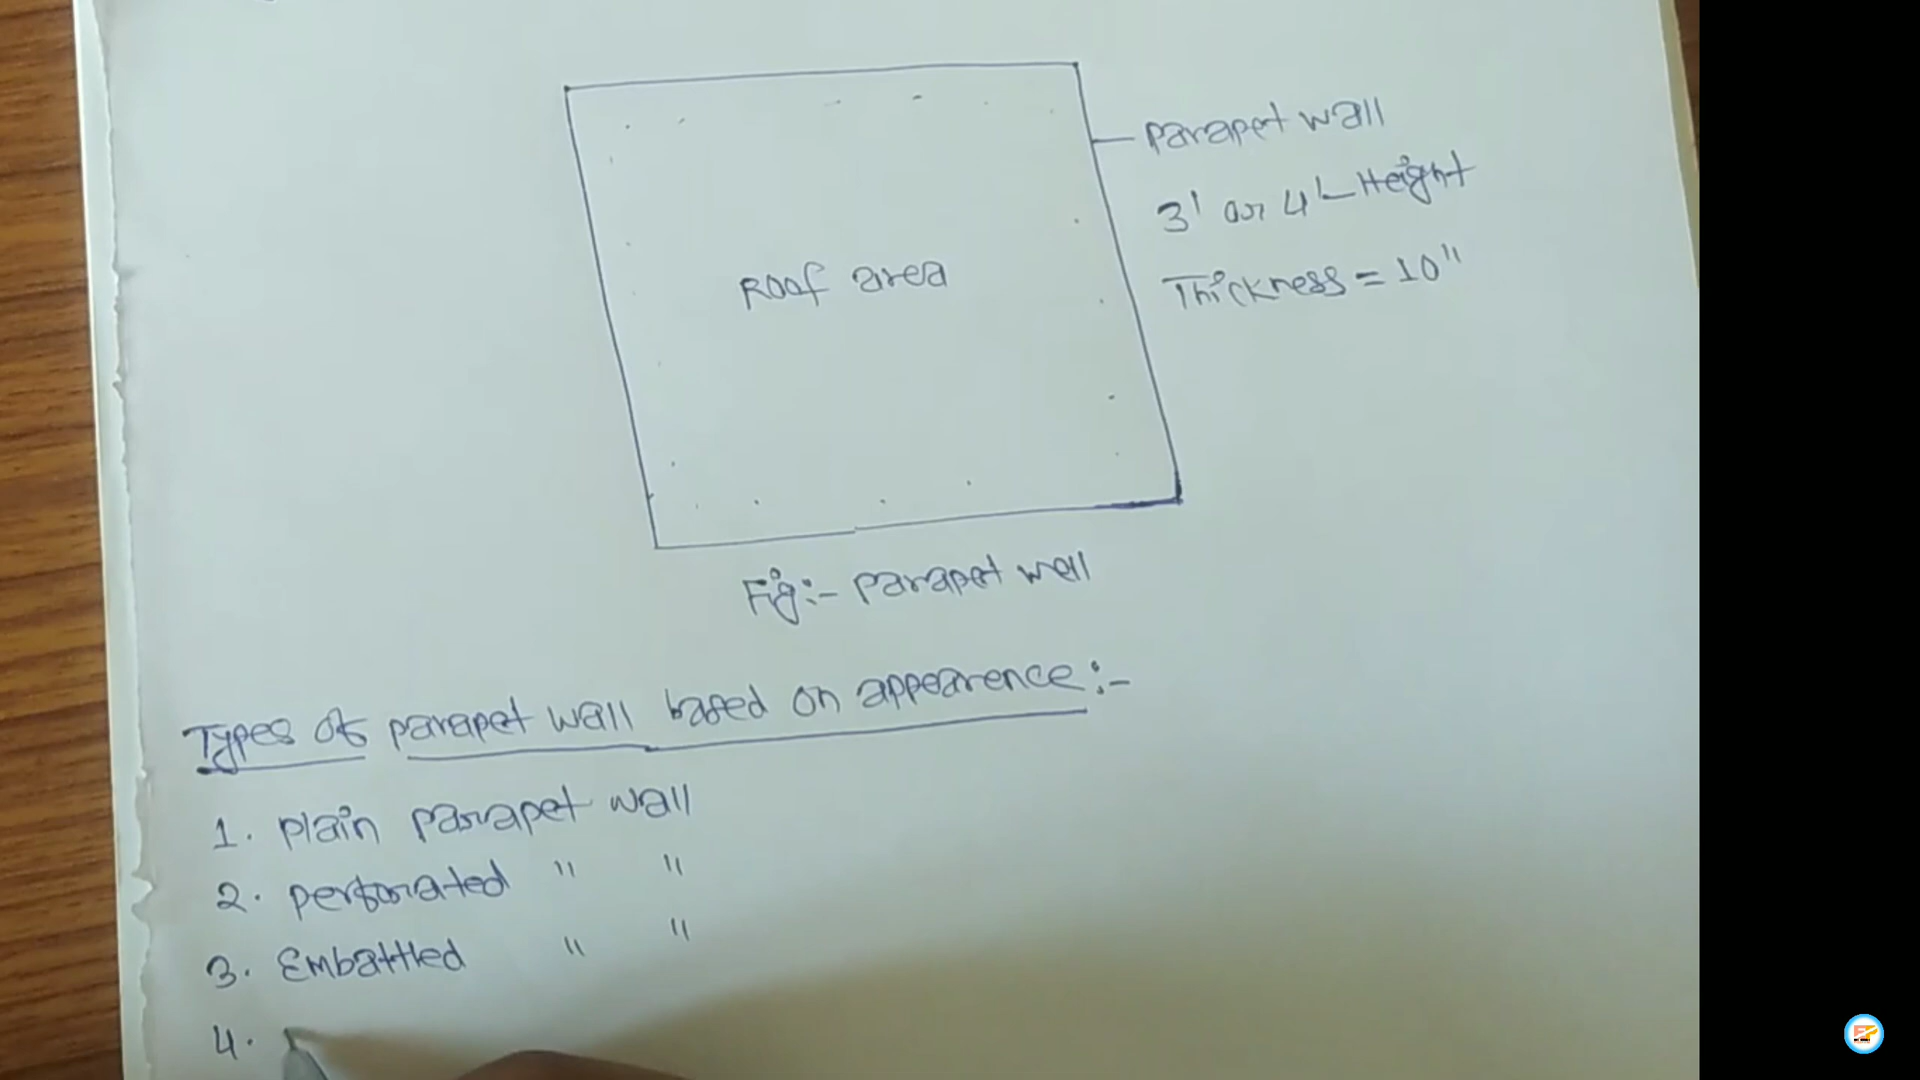 Parapet wall
3' or 4' Height
Roof area
Thickness = 10"
Fig:- Parapet wall
Types of parapet wall based on appearence:-
1. Plain parapet wall
2. Perforated " "
3. Embattled " "
4.